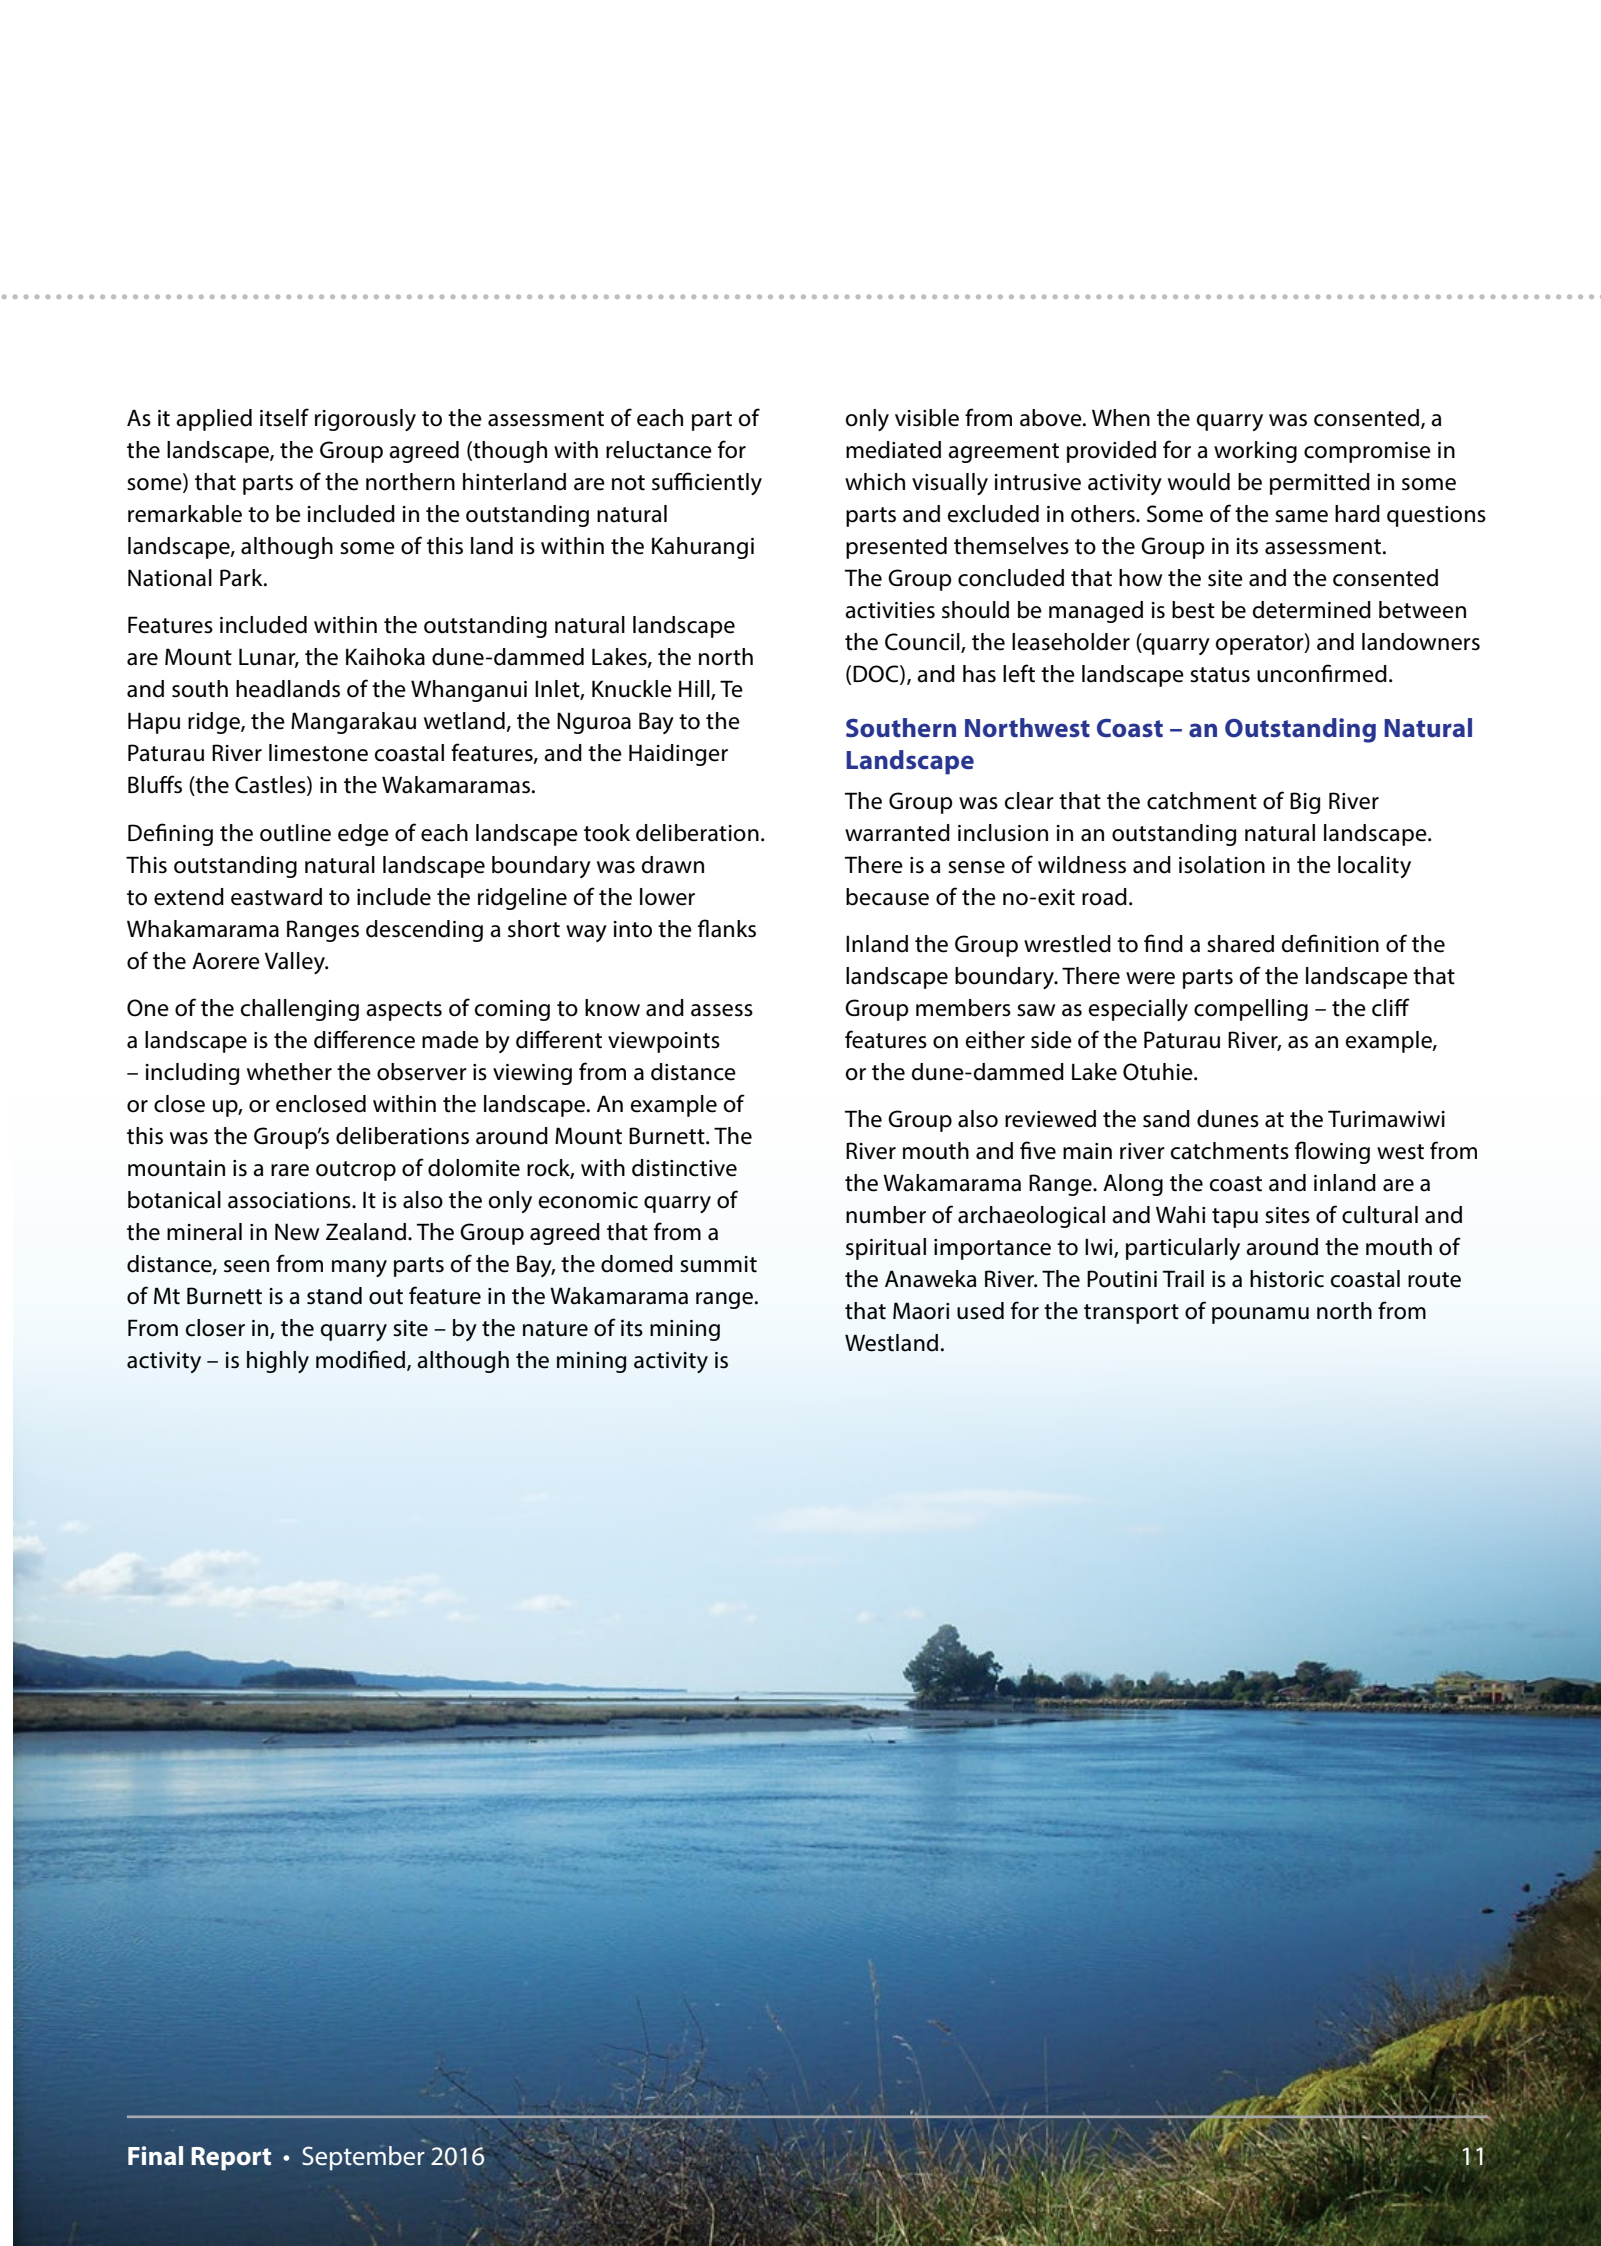 As it applied itself rigorously to the assessment of each part of
the landscape, the Group agreed (though with reluctance for
some) that parts of the northern hinterland are not sufficiently
remarkable to be included in the outstanding natural
landscape, although some of this land is within the Kahurangi
National Park.
Features included within the outstanding natural landscape
are Mount Lunar, the Kaihoka dune-dammed Lakes, the north
and south headlands of the Whanganui Inlet, Knuckle Hill, Te
Hapu ridge, the Mangarakau wetland, the Nguroa Bay to the
Paturau River limestone coastal features, and the Haidinger
Bluffs (the Castles) in the Wakamaramas.
Defining the outline edge of each landscape took deliberation.
This outstanding natural landscape boundary was drawn
to extend eastward to include the ridgeline of the lower
Whakamarama Ranges descending a short way into the flanks
of the Aorere Valley.
One of the challenging aspects of coming to know and assess
a landscape is the difference made by different viewpoints
– including whether the observer is viewing from a distance
or close up, or enclosed within the landscape. An example of
this was the Group’s deliberations around Mount Burnett. The
mountain is a rare outcrop of dolomite rock, with distinctive
botanical associations. It is also the only economic quarry of
the mineral in New Zealand. The Group agreed that from a
distance, seen from many parts of the Bay, the domed summit
of Mt Burnett is a stand out feature in the Wakamarama range.
From closer in, the quarry site – by the nature of its mining
activity – is highly modified, although the mining activity is
only visible from above. When the quarry was consented, a
mediated agreement provided for a working compromise in
which visually intrusive activity would be permitted in some
parts and excluded in others. Some of the same hard questions
presented themselves to the Group in its assessment.
The Group concluded that how the site and the consented
activities should be managed is best be determined between
the Council, the leaseholder (quarry operator) and landowners
(DOC), and has left the landscape status unconfirmed.
Southern Northwest Coast – an Outstanding Natural
Landscape
The Group was clear that the catchment of Big River
warranted inclusion in an outstanding natural landscape.
There is a sense of wildness and isolation in the locality
because of the no-exit road.
Inland the Group wrestled to find a shared definition of the
landscape boundary. There were parts of the landscape that
Group members saw as especially compelling – the cliff
features on either side of the Paturau River, as an example,
or the dune-dammed Lake Otuhie.
The Group also reviewed the sand dunes at the Turimawiwi
River mouth and five main river catchments flowing west from
the Wakamarama Range. Along the coast and inland are a
number of archaeological and Wahi tapu sites of cultural and
spiritual importance to Iwi, particularly around the mouth of
the Anaweka River. The Poutini Trail is a historic coastal route
that Maori used for the transport of pounamu north from
Westland.
Final Report • September 2016
11